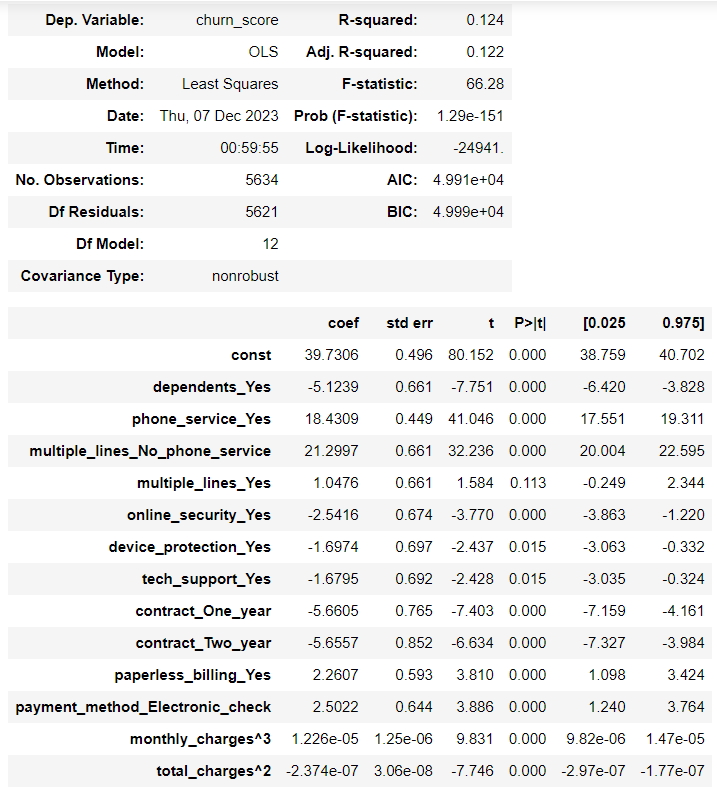 Dep. Variable: churn_score R-squared: 0.124
Model: OLS Adj. R-squared: 0.122
Method: Least Squares F-statistic: 66.28
Date: Thu, 07 Dec 2023 Prob (F-statistic): 1.29e-151
Time: 00:59:55 Log-Likelihood: -24941.
No. Observations: 5634 AIC: 4.991e+04
Df Residuals: 5621 BIC: 4.999e+04
Df Model: 12
Covariance Type: nonrobust
coef std err t P>|t| [0.025 0.975]
const 39.7306 0.496 80.152 0.000 38.759 40.702
dependents_Yes -5.1239 0.661 -7.751 0.000 -6.420 -3.828
phone_service_Yes 18.4309 0.449 41.046 0.000 17.551 19.311
multiple_lines_No_phone_service 21.2997 0.661 32.236 0.000 20.004 22.595
multiple_lines_Yes 1.0476 0.661 1.584 0.113 -0.249 2.344
online_security_Yes -2.5416 0.674 -3.770 0.000 -3.863 -1.220
device_protection_Yes -1.6974 0.697 -2.437 0.015 -3.063 -0.332
tech_support_Yes -1.6795 0.692 -2.428 0.015 -3.035 -0.324
contract_One_year -5.6605 0.765 -7.403 0.000 -7.159 -4.161
contract_Two_year -5.6557 0.852 -6.634 0.000 -7.327 -3.984
paperless_billing_Yes 2.2607 0.593 3.810 0.000 1.098 3.424
payment_method_Electronic_check 2.5022 0.644 3.886 0.000 1.240 3.764
monthly_charges^3 1.226e-05 1.25e-06 9.831 0.000 9.82e-06 1.47e-05
total_charges^2 -2.374e-07 3.06e-08 -7.746 0.000 -2.97e-07 -1.77e-07